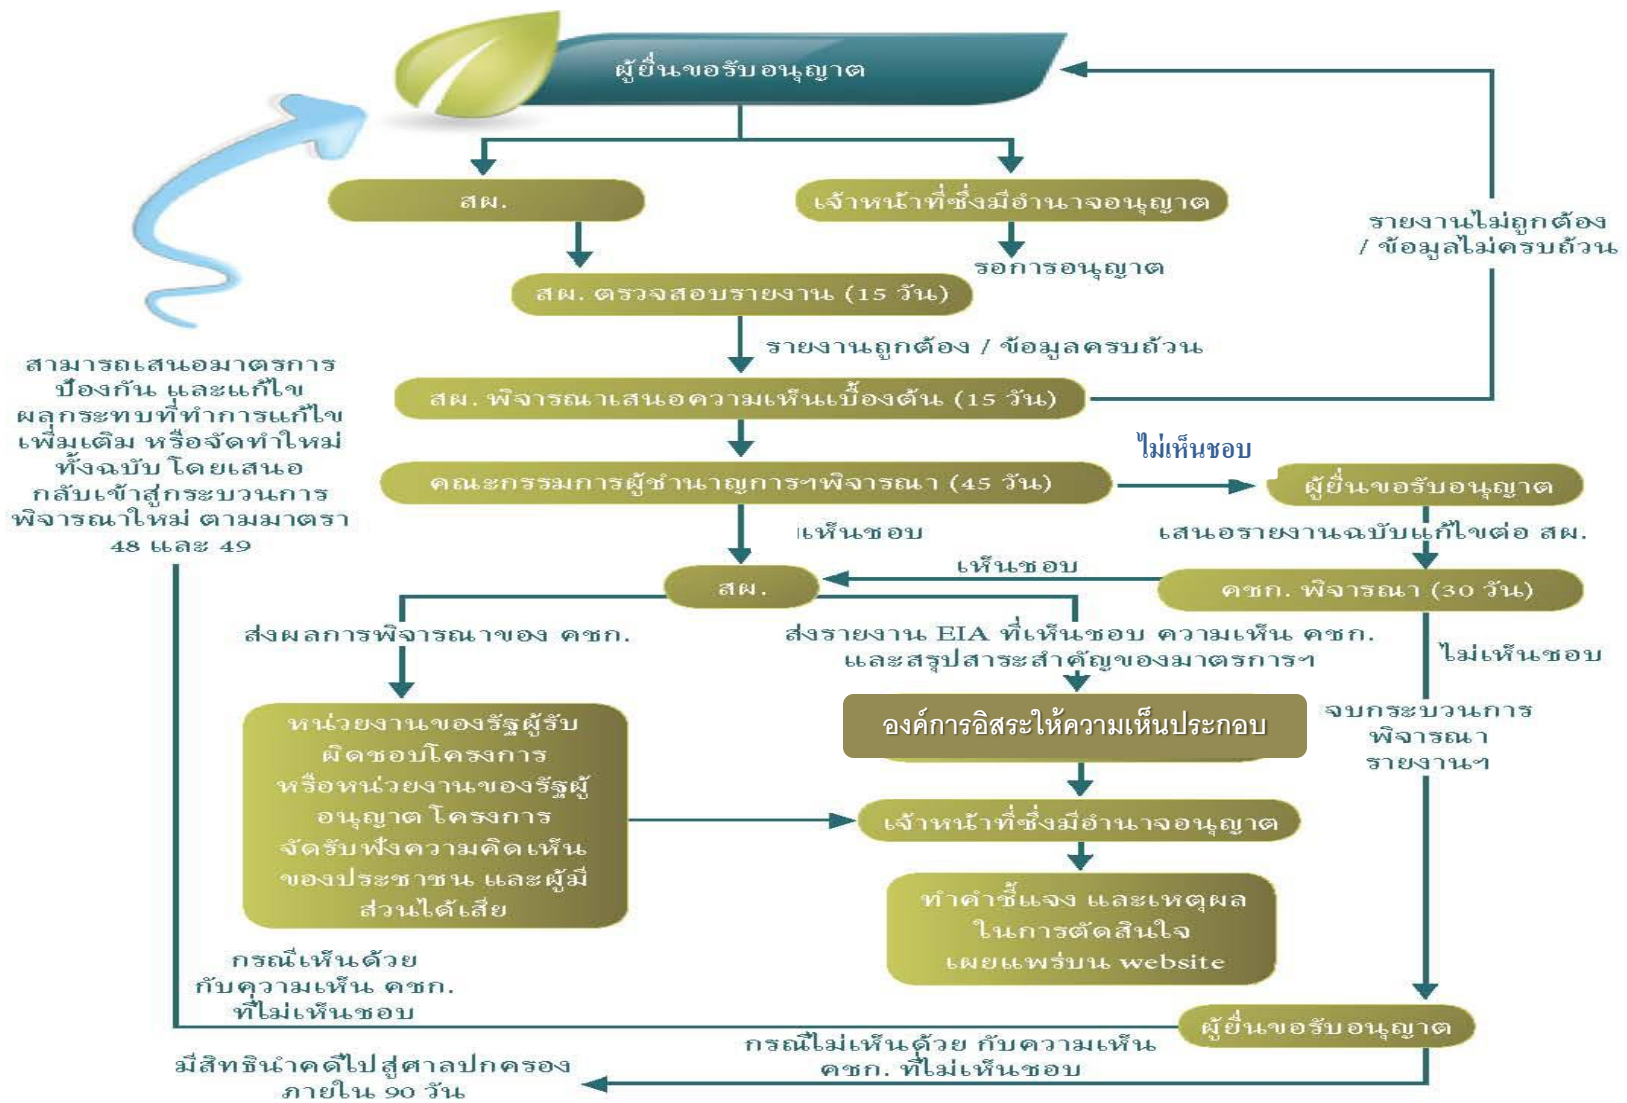 ผู้ยื่นขอรับอนุญาต
สผ.
เจ้าหน้าที่ซึ่งมีอำนาจอนุญาต
รอการอนุญาต
รายงานไม่ถูกต้อง
/ ข้อมูลไม่ครบถ้วน
สผ. ตรวจสอบรายงาน (15 วัน)
รายงานถูกต้อง / ข้อมูลครบถ้วน
สามารถเสนอมาตรการ
ป้องกัน และแก้ไข
ผลกระทบที่ทำการแก้ไข
เพิ่มเติม หรือจัดทำใหม่
ทั้งฉบับ โดยเสนอ
กลับเข้าสู่กระบวนการ
พิจารณาใหม่ ตามมาตรา
48 และ 49
สผ. พิจารณาเสนอความเห็นเบื้องต้น (15 วัน)
ไม่เห็นชอบ
คณะกรรมการผู้ชำนาญการฯพิจารณา (45 วัน)
ผู้ยื่นขอรับอนุญาต
เห็นชอบ
เสนอรายงานฉบับแก้ไขต่อ สผ.
เห็นชอบ
สผ.
คชก. พิจารณา (30 วัน)
ส่งผลการพิจารณาของ คชก.
ส่งรายงาน EIA ที่เห็นชอบ ความเห็น คชก.
และสรุปสาระสำคัญของมาตรการฯ
ไม่เห็นชอบ
หน่วยงานของรัฐผู้รับ
ผิดชอบโครงการ
หรือหน่วยงานของรัฐผู้
อนุญาต โครงการ
จัดรับฟังความคิดเห็น
ของประชาชน และผู้มี
ส่วนได้เสีย
องค์การอิสระให้ความเห็นประกอบ
จบกระบวนการ
พิจารณา
รายงานฯ
เจ้าหน้าที่ซึ่งมีอำนาจอนุญาต
ทำคำชี้แจง และเหตุผล
ในการตัดสินใจ
เผยแพร่บน website
กรณีเห็นด้วย
กับความเห็น คชก.
ที่ไม่เห็นชอบ
ผู้ยื่นขอรับอนุญาต
กรณีไม่เห็นด้วย กับความเห็น
คชก. ที่ไม่เห็นชอบ
มีสิทธินำคดีไปสู่ศาลปกครอง
ภายใน 90 วัน